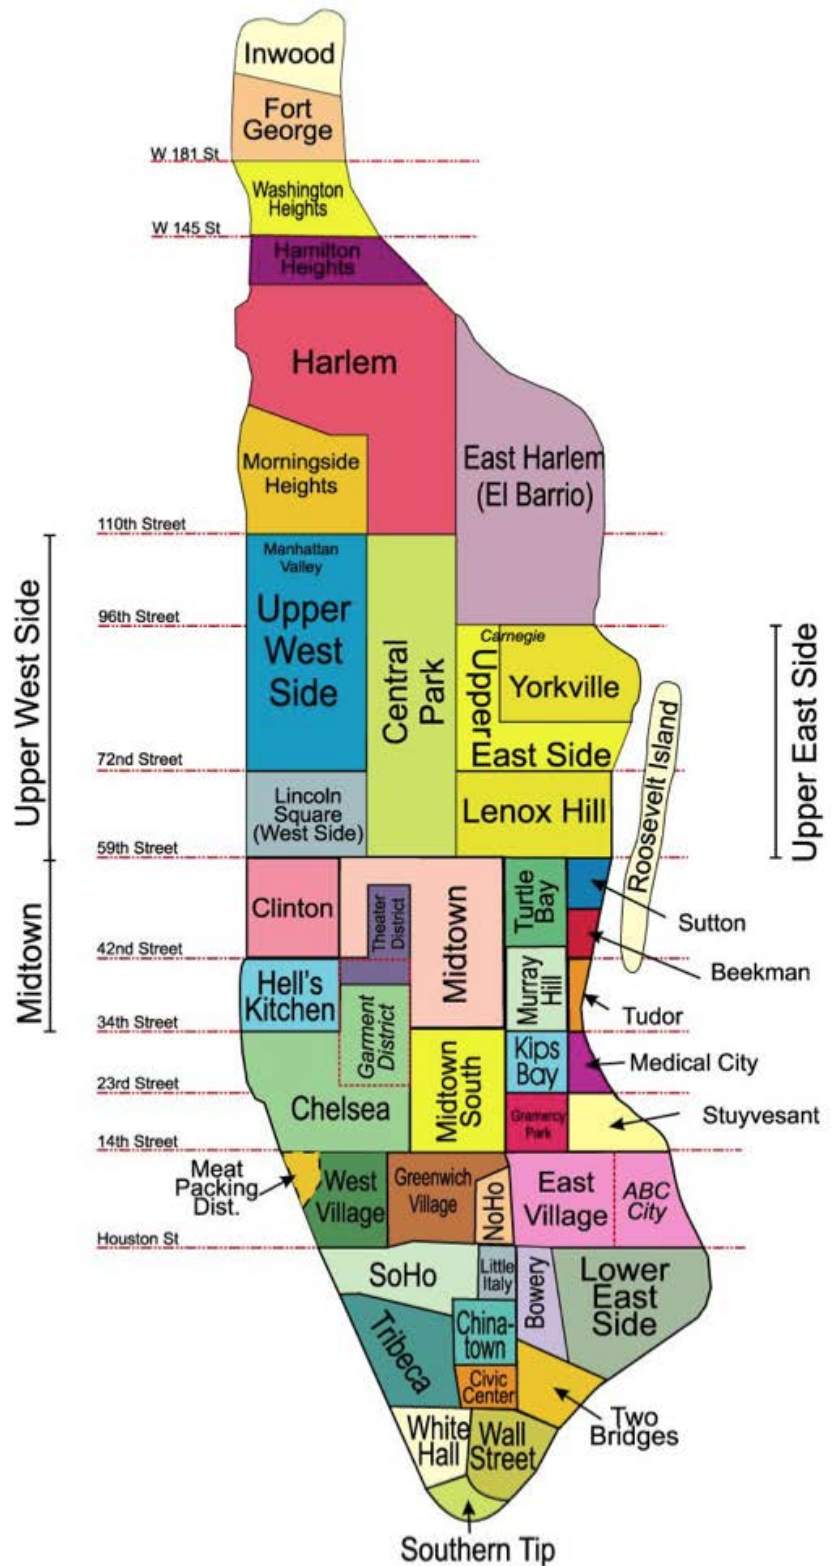 Inwood
Fort
George
W 181 St
Washington
Heights
W 145 St
Hamilton
Heights
Harlem
East Harlem
(El Barrio)
Morningside
Heights
110th Street
Manhattan
Valley
Upper
West
Side
Central
Park
Upper West Side
96th Street
Carnegie
Upper
East Side
Yorkville
Upper East Side
Roosevelt Island
72nd Street
Lincoln
Square
(West Side)
Lenox Hill
59th Street
Midtown
Clinton
Theater
District
Midtown
Turtle
Bay
Sutton
Beekman
42nd Street
Hell's
Kitchen
Garment
District
Murray
Hill
Tudor
34th Street
Kips
Bay
Medical City
23rd Street
Chelsea
Midtown
South
Gramercy
Park
Stuyvesant
14th Street
Meat
Packing
Dist.
West
Village
Greenwich
Village
NoHo
East
Village
ABC
City
Houston St
SoHo
Little
Italy
Bowery
Lower
East
Side
Tribeca
China-
town
Civic
Center
Two
Bridges
White
Hall
Wall
Street
Southern Tip